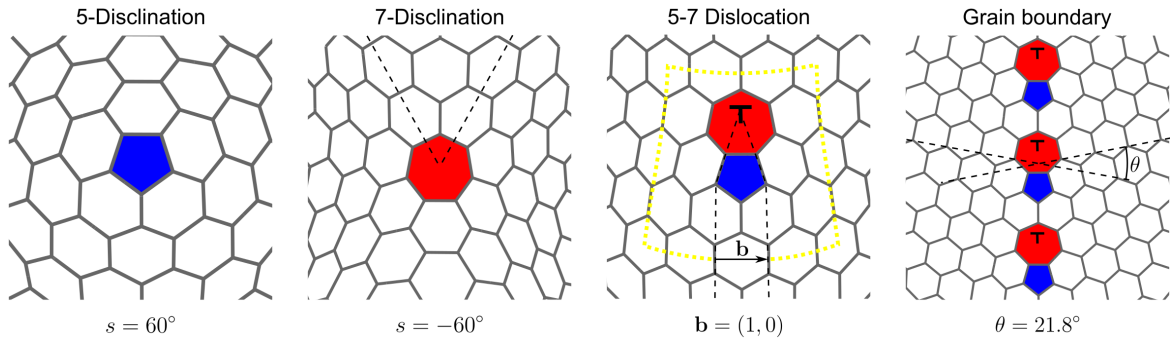 5-Disclination
7-Disclination
5-7 Dislocation
Grain boundary
b
θ
s = 60°
s = −60°
b = (1, 0)
θ = 21.8°